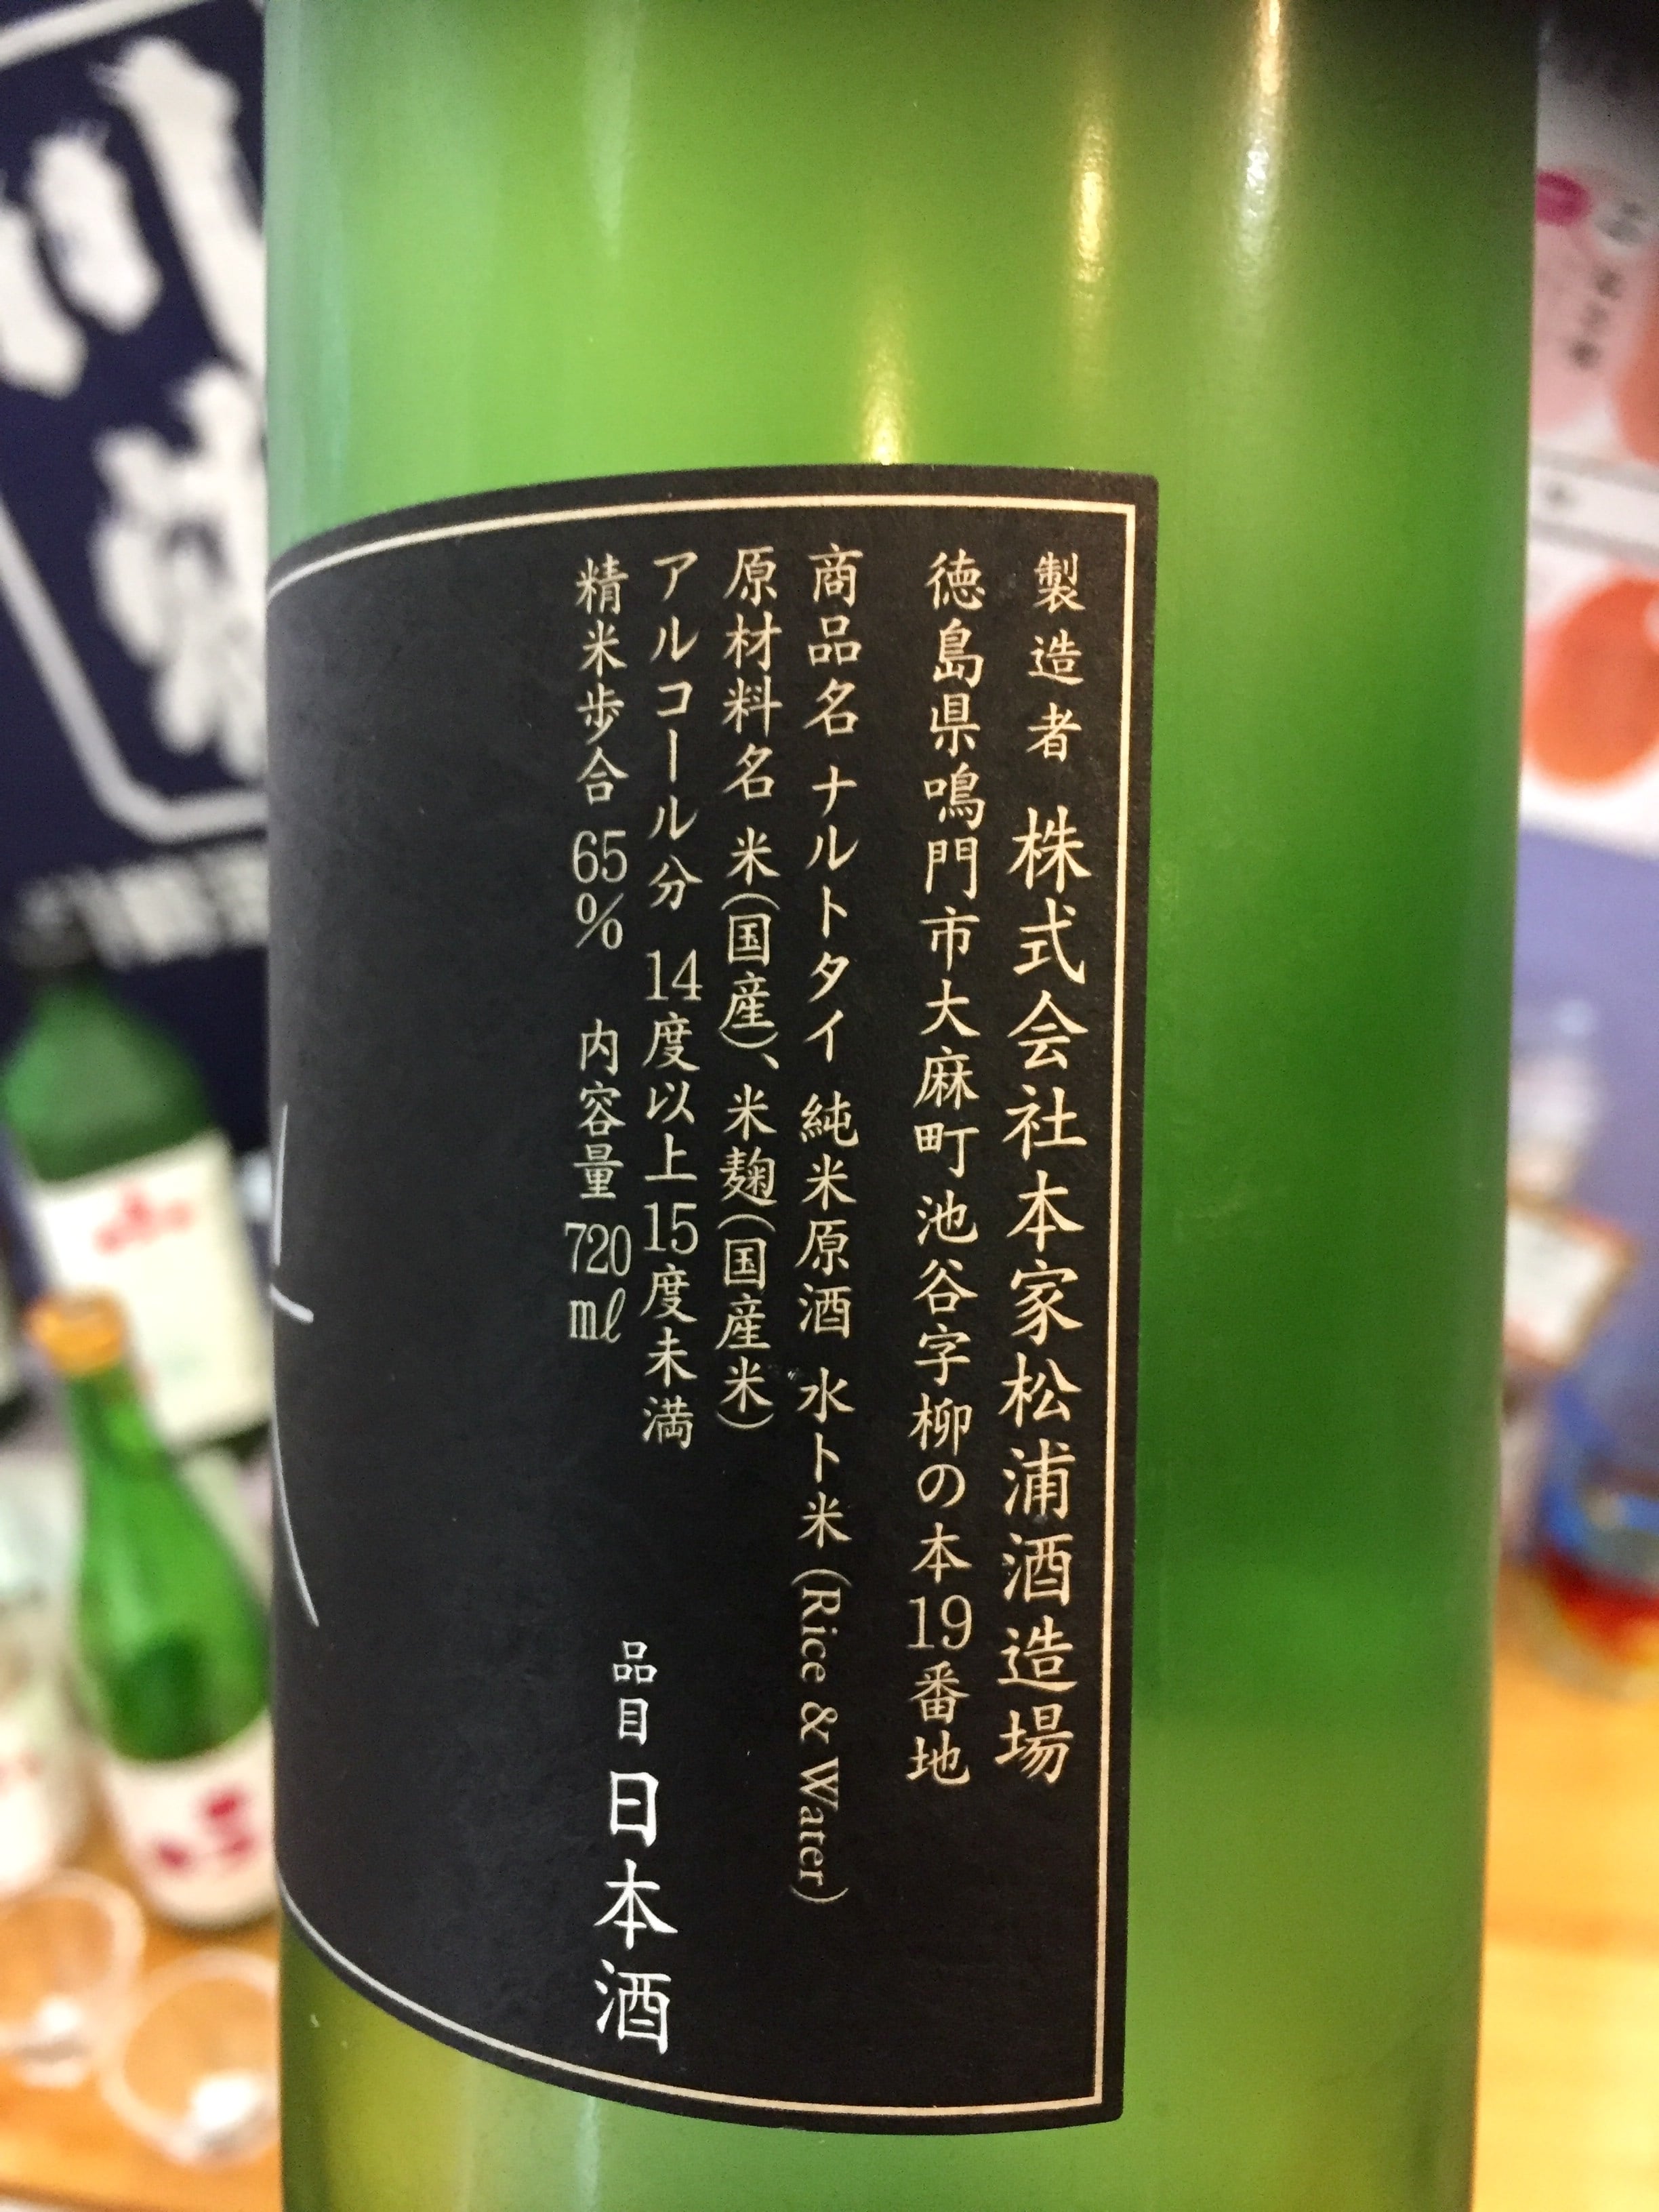 製造者 株式会社本家松浦酒造場
徳島県鳴門市大麻町池谷字柳の本19番地
商品名 ナルトタイ 純米原酒 水ト米 (Rice & Water)
原材料名 米(国産)、米麹(国産米)
アルコール分 14度以上15度未満
精米歩合 65% 内容量 720㎖
品目 日本酒